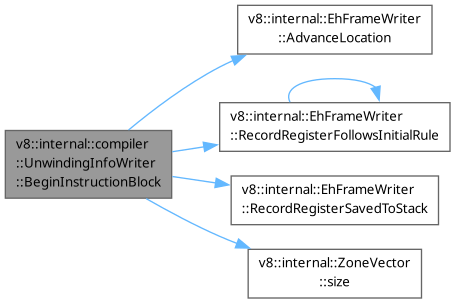 v8::internal::EhFrameWriter
::AdvanceLocation
v8::internal::EhFrameWriter
::RecordRegisterFollowsInitialRule
v8::internal::compiler
::UnwindingInfoWriter
::BeginInstructionBlock
v8::internal::EhFrameWriter
::RecordRegisterSavedToStack
v8::internal::ZoneVector
::size